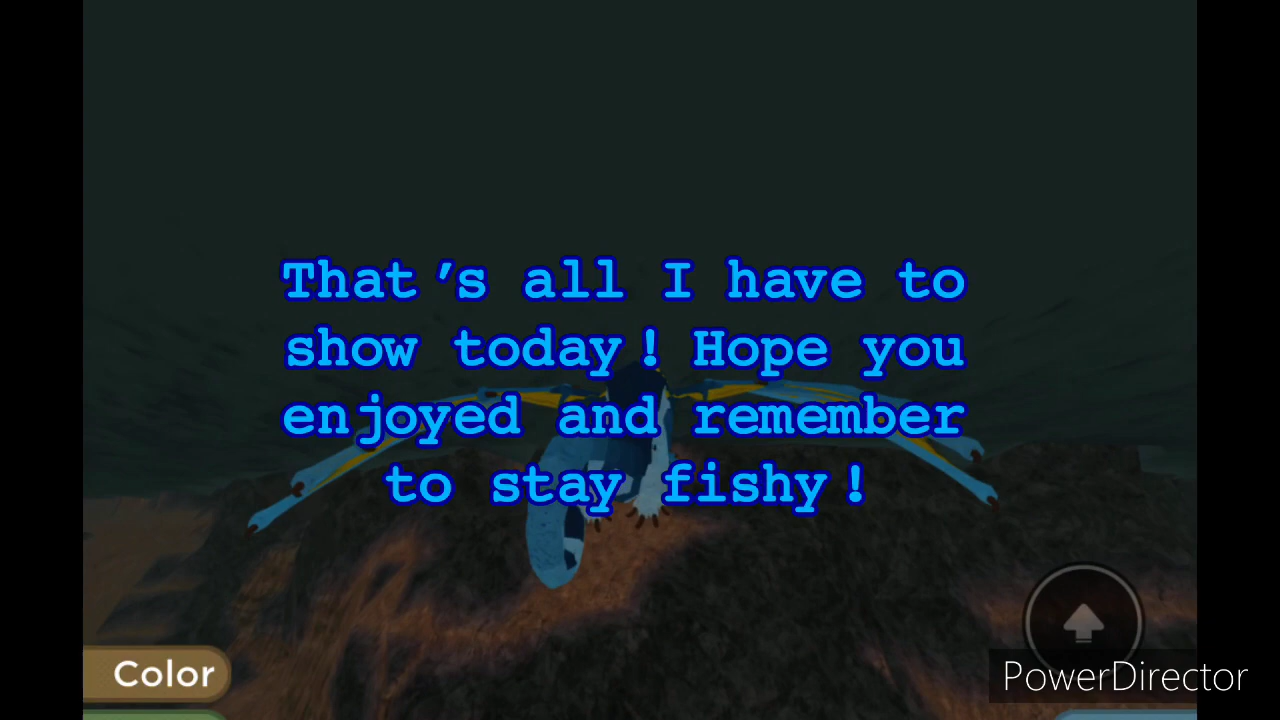 That's all I have to
show today! Hope you
enjoyed and remember
to stay fishy!
Color
PowerDirector